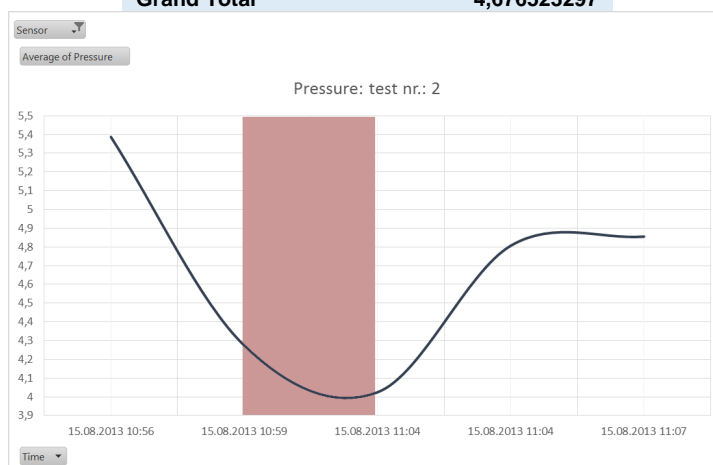 Grand Total 4,676525297
Sensor
Average of Pressure
Pressure: test nr.: 2
5,5
5,4
5,3
5,2
5,1
5
4,9
4,8
4,7
4,6
4,5
4,4
4,3
4,2
4,1
4
3,9
15.08.2013 10:56 15.08.2013 10:59 15.08.2013 11:04 15.08.2013 11:04 15.08.2013 11:07
Time